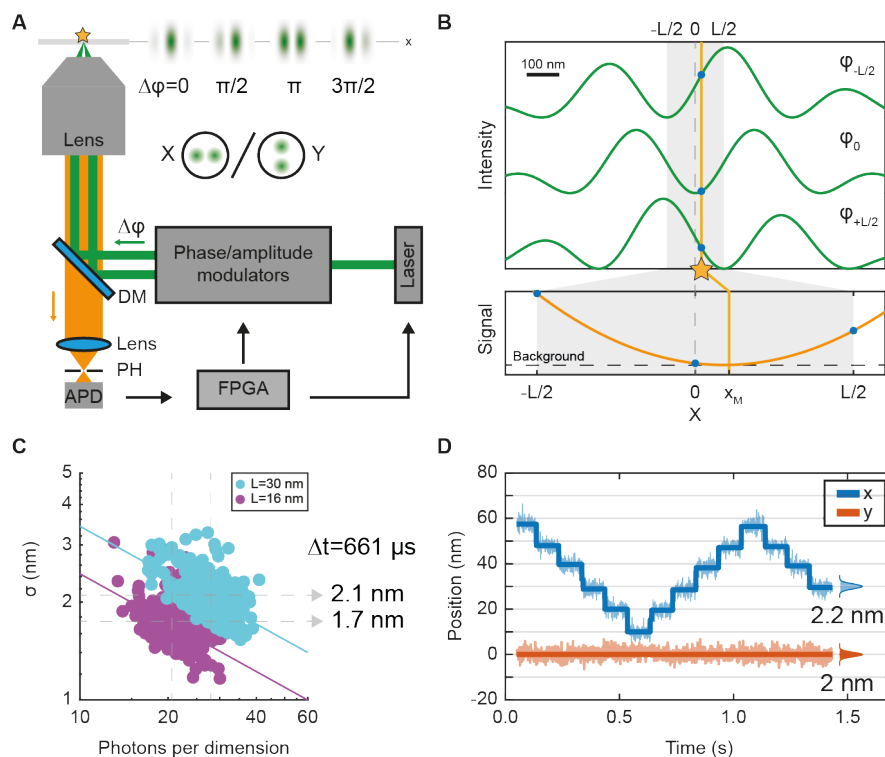 A
x
Δφ=0 π/2 π 3π/2
Lens
X Y
Δφ
Phase/amplitude
modulators
Laser
DM
Lens
PH
APD
FPGA
B
-L/2 0 L/2
100 nm
φ-L/2
φ0
φ+L/2
Intensity
Signal
Background
-L/2 0 xM L/2
X
C
5
4
3
2
1
σ (nm)
L=30 nm
L=16 nm
Δt=661 µs
2.1 nm
1.7 nm
10 20 40 60
Photons per dimension
D
80
60
40
20
0
-20
Position (nm)
x
y
2.2 nm
2 nm
0.0 0.5 1.0 1.5
Time (s)